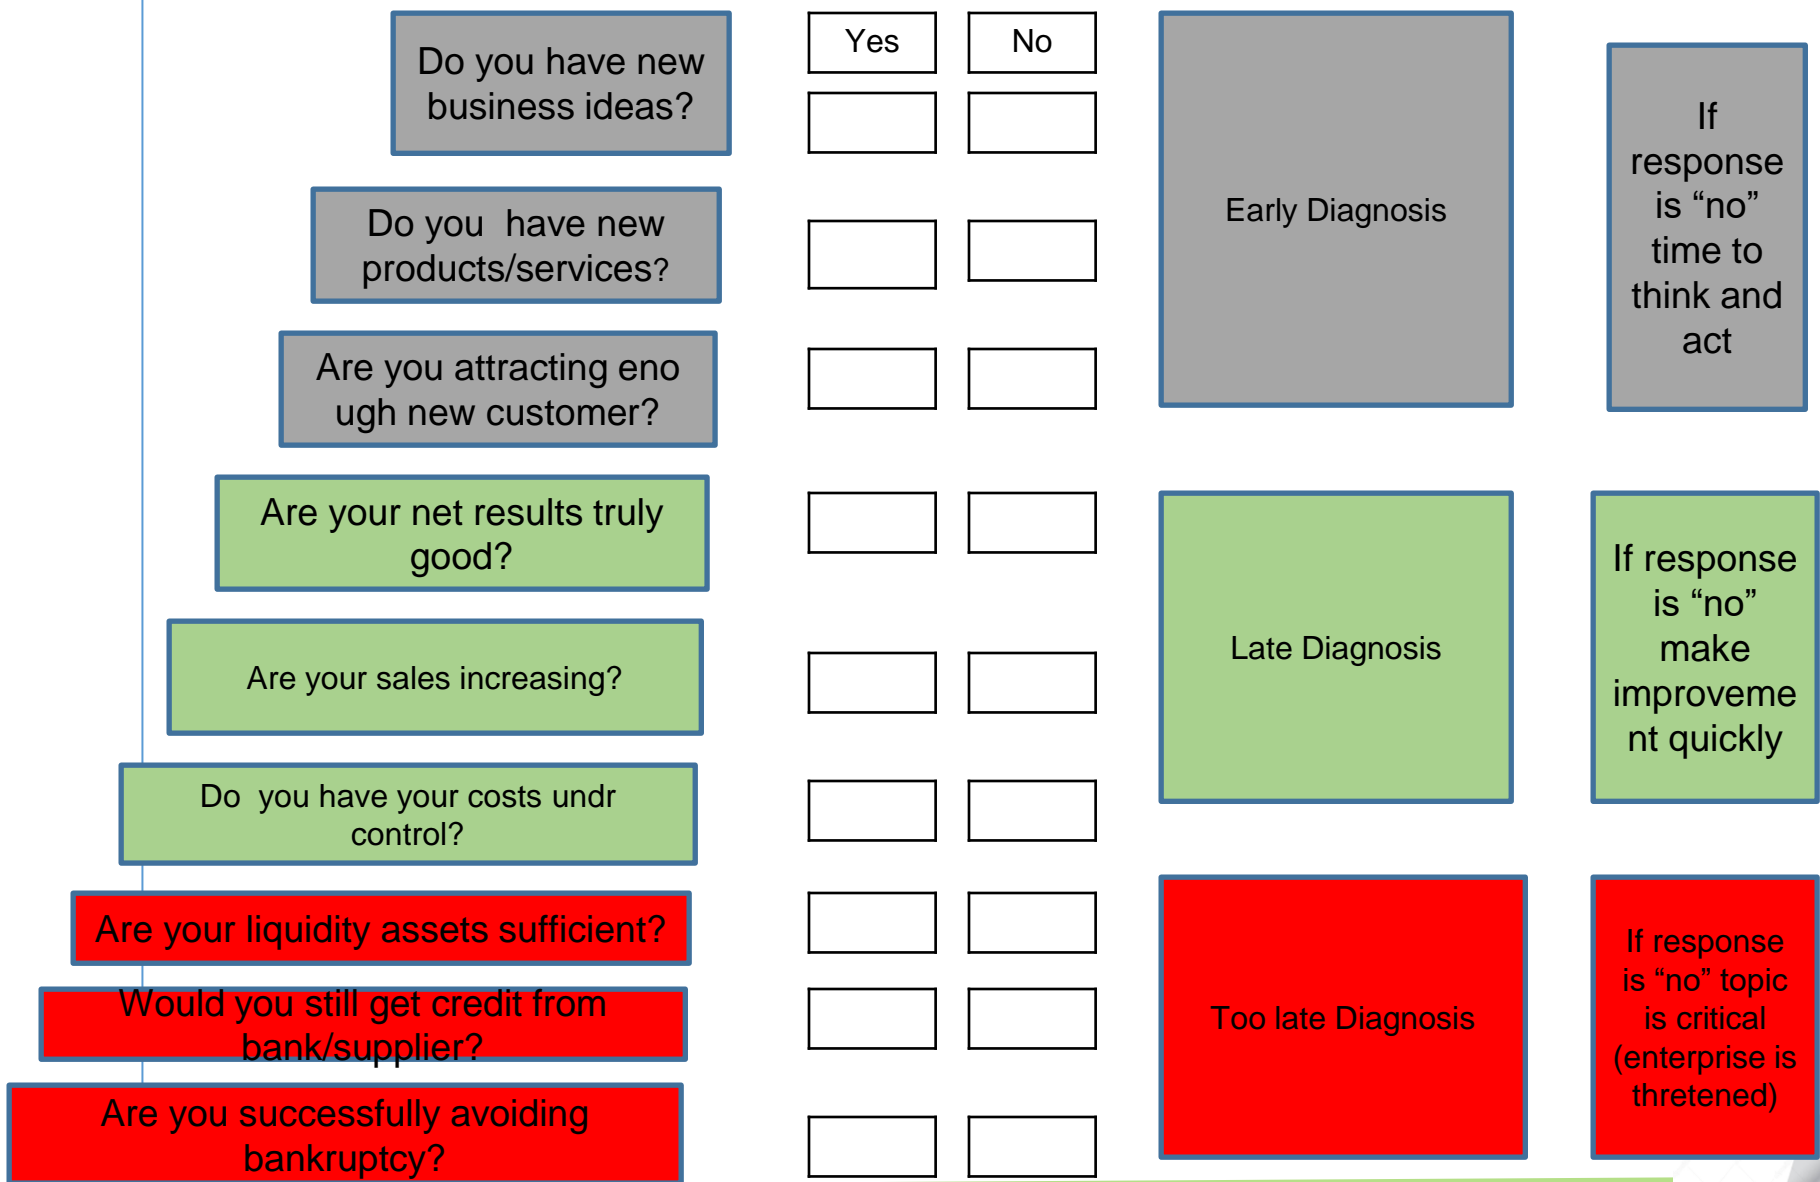 Do you have new
business ideas?
Yes
No
Do you  have new
products/services?
Are you attracting eno
ugh new customer?
Early Diagnosis
If
response
is “no”
time to
think and
act
Are your net results truly
good?
Are your sales increasing?
Do  you have your costs undr
control?
Late Diagnosis
If response
is “no”
make
improveme
nt quickly
Are your liquidity assets sufficient?
Would you still get credit from
bank/supplier?
Are you successfully avoiding
bankruptcy?
Too late Diagnosis
If response
is “no” topic
is critical
(enterprise is
thretened)